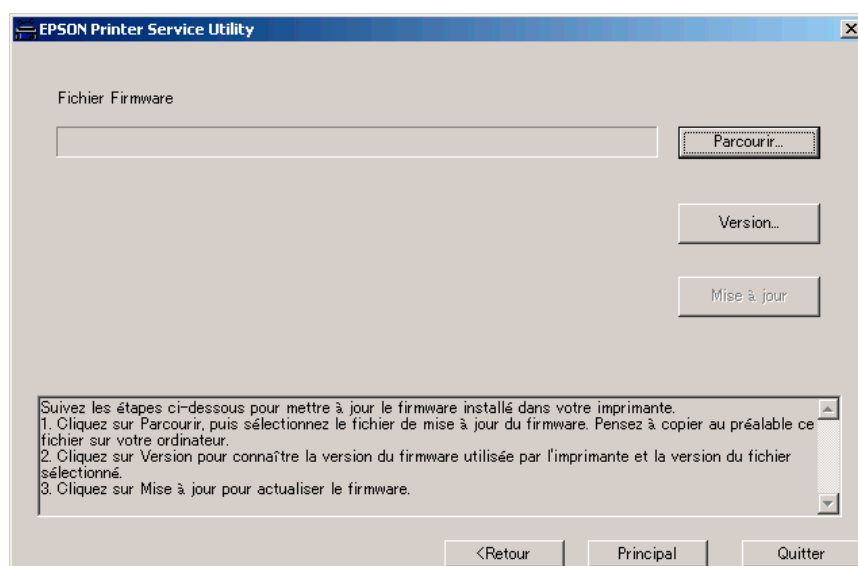 EPSON Printer Service Utility
Fichier Firmware
Parcourir...
Version...
Mise à jour
Suivez les étapes ci-dessous pour mettre à jour le firmware installé dans votre imprimante.
1. Cliquez sur Parcourir, puis sélectionnez le fichier de mise à jour du firmware. Pensez à copier au préalable ce
fichier sur votre ordinateur.
2. Cliquez sur Version pour connaître la version du firmware utilisée par l'imprimante et la version du fichier
sélectionné.
3. Cliquez sur Mise à jour pour actualiser le firmware.
<Retour
Principal
Quitter